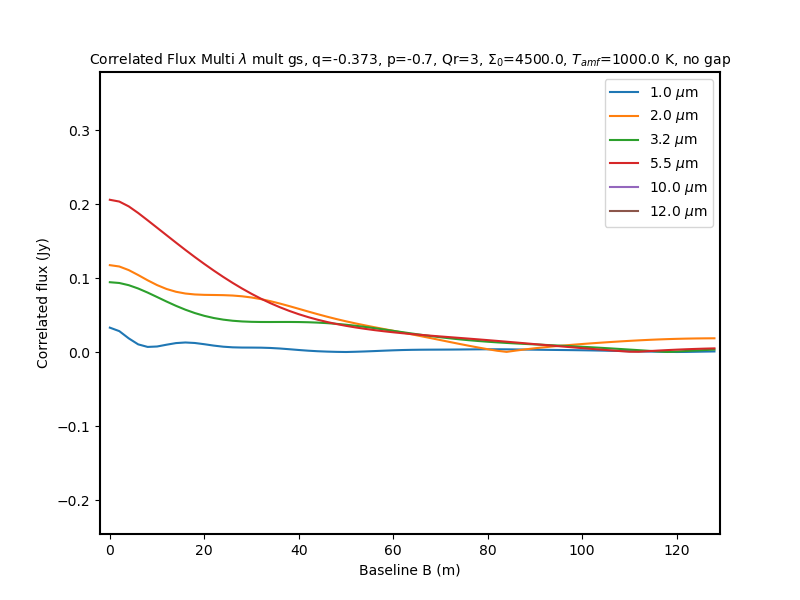 Correlated Flux Multi λ mult gs, q=-0.373, p=-0.7, Qr=3, Σ₀=4500.0, T_amf=1000.0 K, no gap
1.0 μm
2.0 μm
3.2 μm
5.5 μm
10.0 μm
12.0 μm
Correlated flux (Jy)
0.3
0.2
0.1
0.0
−0.1
−0.2
0 20 40 60 80 100 120
Baseline B (m)